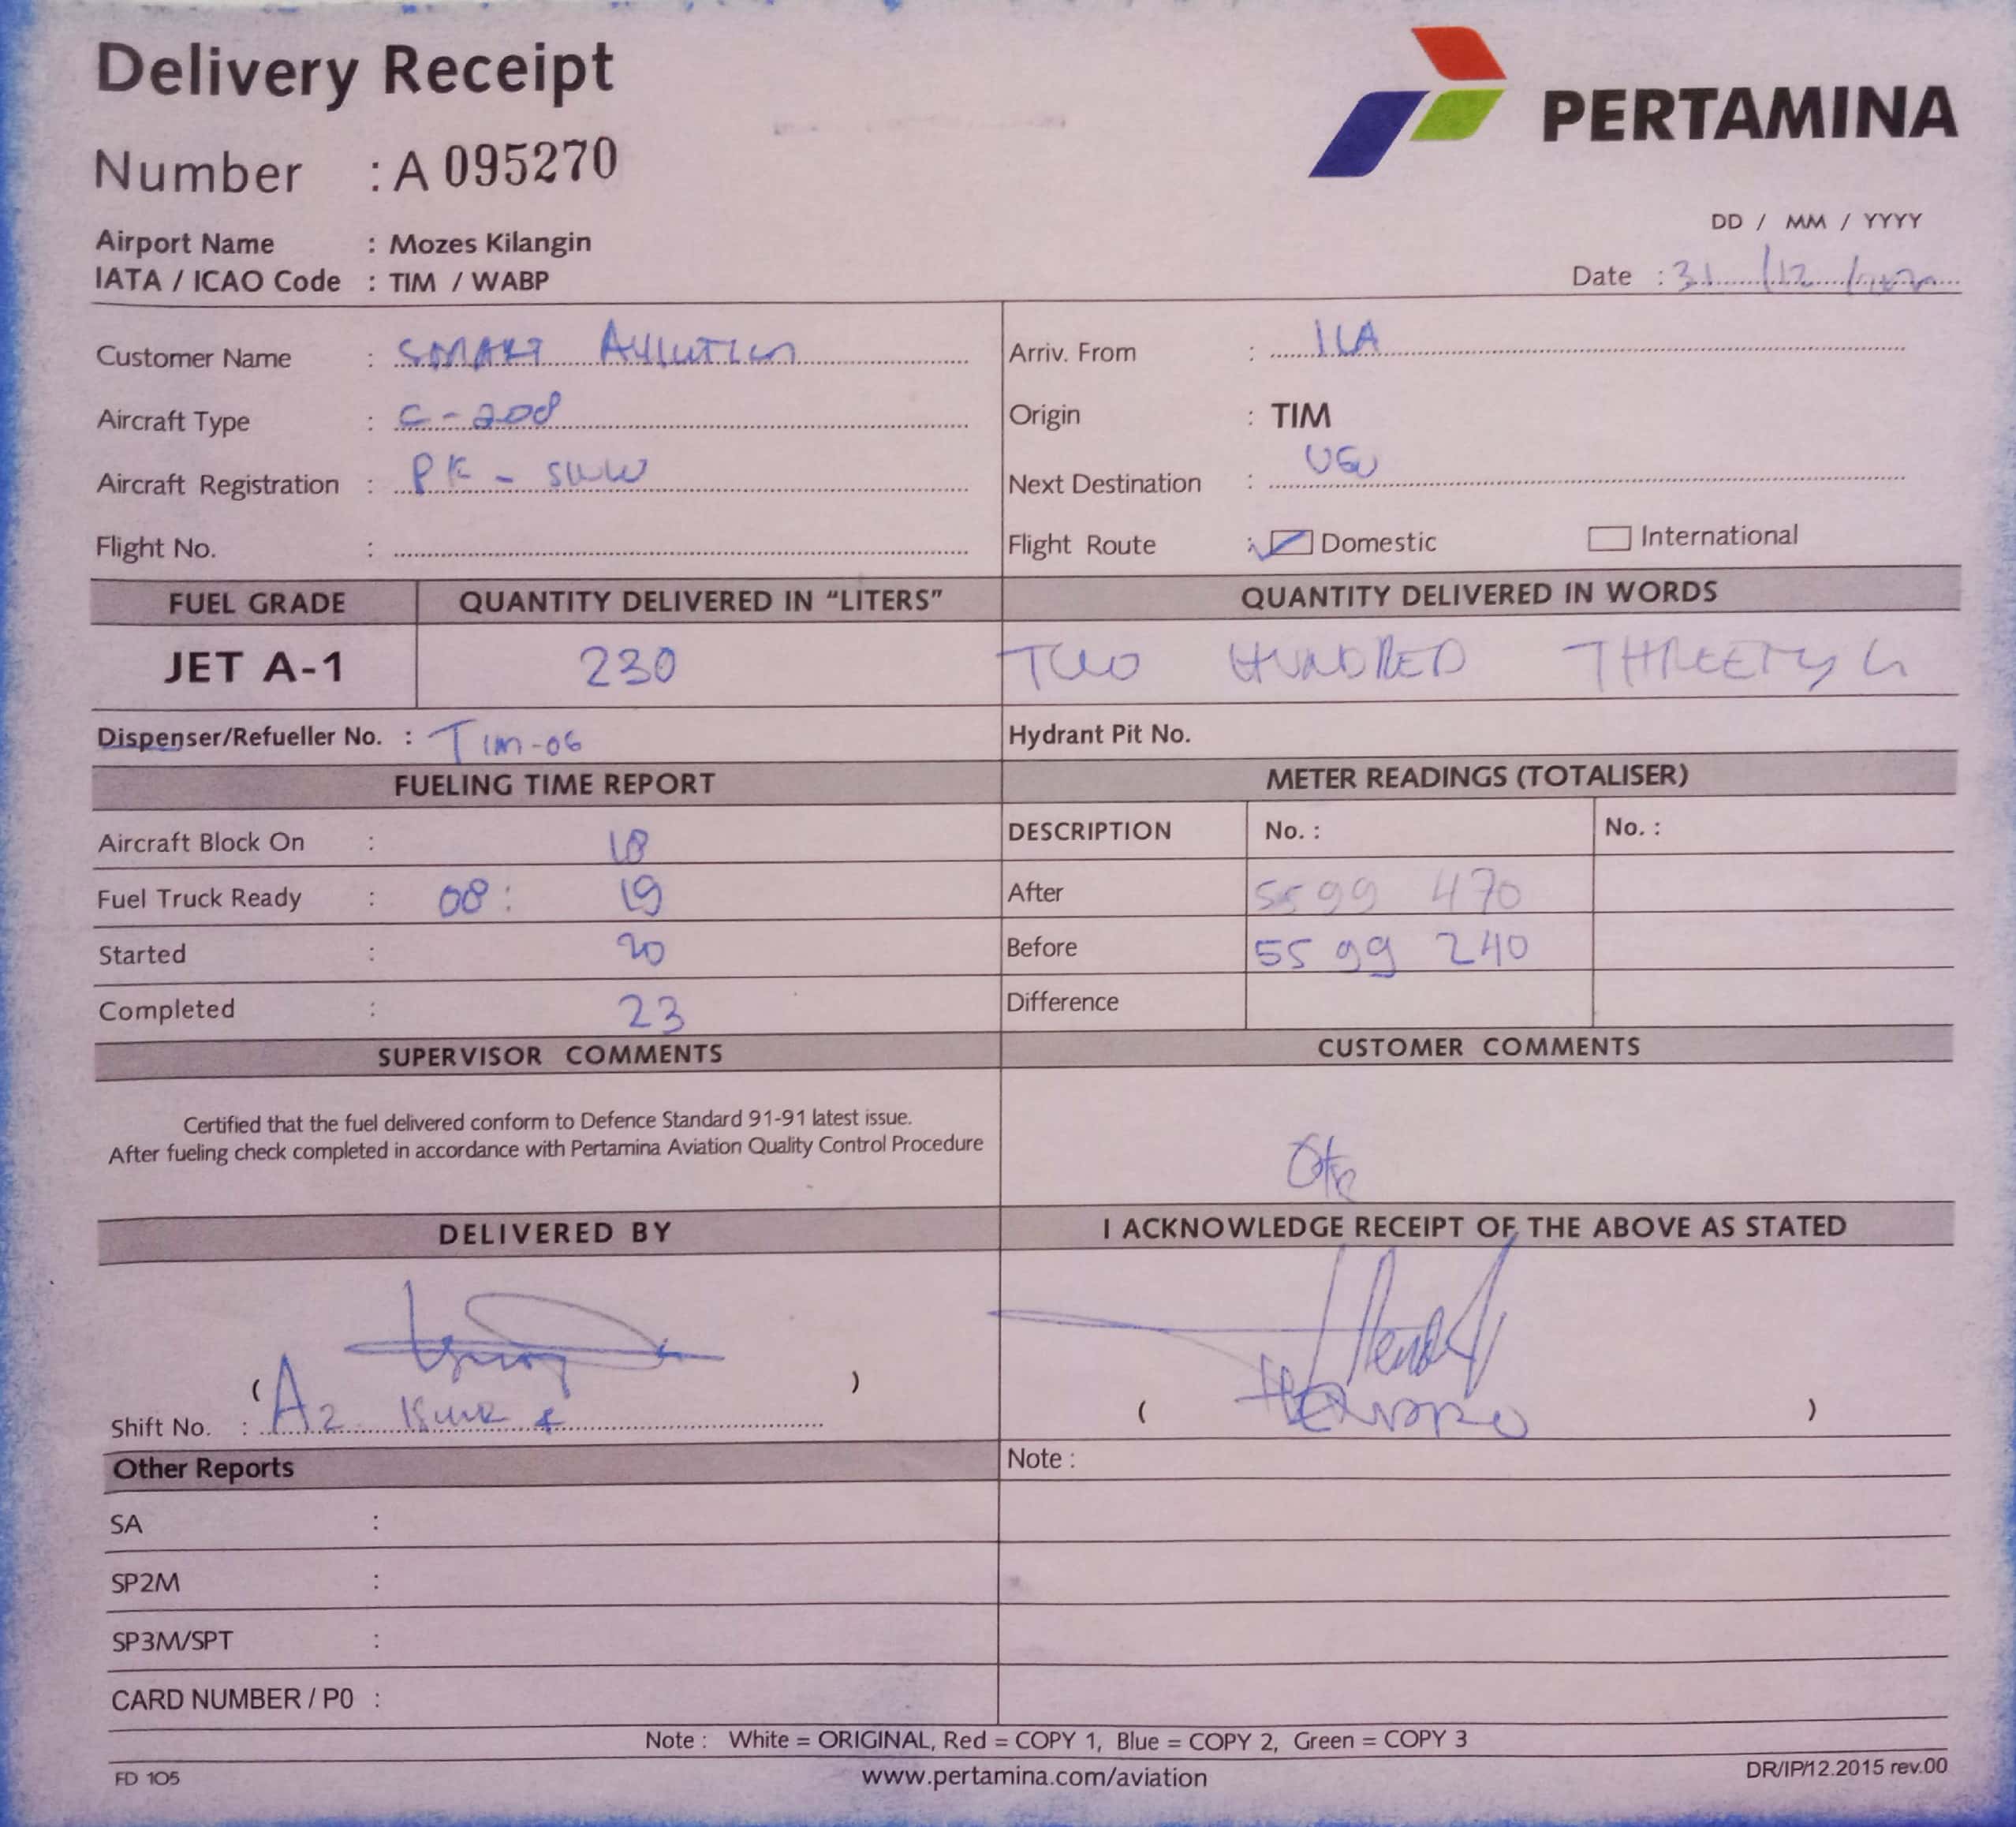 Delivery Receipt
PERTAMINA
Number : A 095270
DD / MM / YYYY
Airport Name : Mozes Kilangin
IATA / ICAO Code : TIM / WABP
Date : 31 / 12 /
Customer Name : SMART AVIATION
Arriv. From : ILA
Aircraft Type : C - 208
Origin : TIM
Aircraft Registration : PK -
Next Destination :
Flight No. :
Flight Route : Domestic International
FUEL GRADE QUANTITY DELIVERED IN "LITERS" QUANTITY DELIVERED IN WORDS
JET A-1 230 TWO HUNDRED THREETY
Dispenser/Refueller No. : TIM-06 Hydrant Pit No.
FUELING TIME REPORT METER READINGS (TOTALISER)
Aircraft Block On : 18 DESCRIPTION No. : No. :
Fuel Truck Ready : 08: 19 After 5599 470
Started : 20 Before 5599 240
Completed : 23 Difference
SUPERVISOR COMMENTS CUSTOMER COMMENTS
Certified that the fuel delivered conform to Defence Standard 91-91 latest issue.
After fueling check completed in accordance with Pertamina Aviation Quality Control Procedure
Ok
DELIVERED BY I ACKNOWLEDGE RECEIPT OF THE ABOVE AS STATED
( )
Shift No. : A2
( )
Other Reports Note :
SA :
SP2M :
SP3M/SPT :
CARD NUMBER / PO :
Note : White = ORIGINAL, Red = COPY 1, Blue = COPY 2, Green = COPY 3
FD 105 www.pertamina.com/aviation DR/IP/12.2015 rev.00